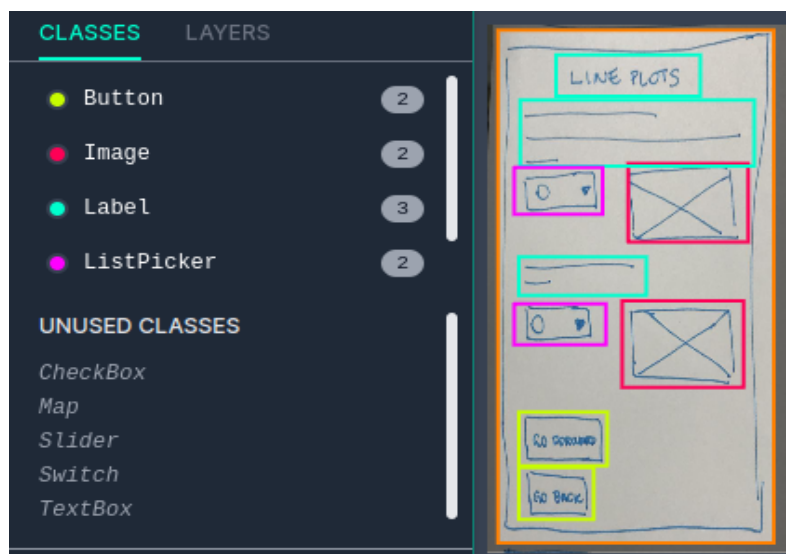 CLASSES LAYERS
Button 2
Image 2
Label 3
ListPicker 2
UNUSED CLASSES
CheckBox
Map
Slider
Switch
TextBox
LINE PLOTS
GO FORWARD
GO BACK